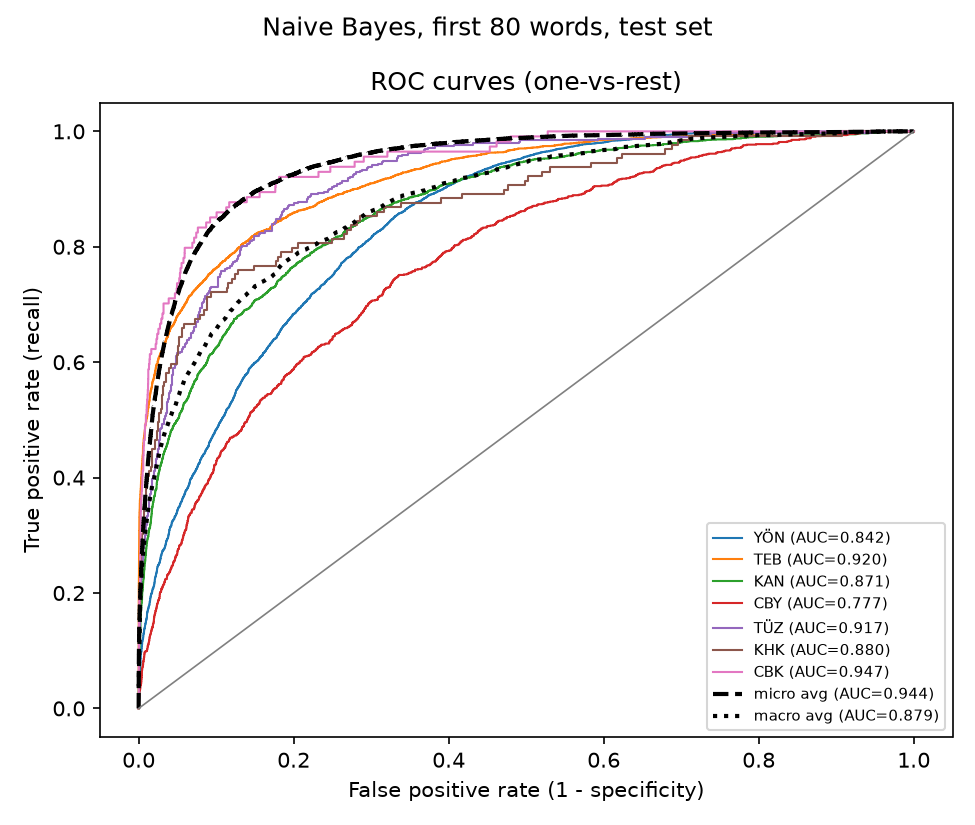 Naive Bayes, first 80 words, test set
ROC curves (one-vs-rest)
True positive rate (recall)
1.0
0.8
0.6
0.4
0.2
0.0
0.0 0.2 0.4 0.6 0.8 1.0
False positive rate (1 - specificity)
YÖN (AUC=0.842)
TEB (AUC=0.920)
KAN (AUC=0.871)
CBY (AUC=0.777)
TÜZ (AUC=0.917)
KHK (AUC=0.880)
CBK (AUC=0.947)
micro avg (AUC=0.944)
macro avg (AUC=0.879)